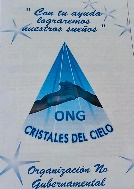 " Con tu ayuda
lograremos
nuestros sueños "
ONG
CRISTALES DEL CIELO
Organización No
Gubernamental